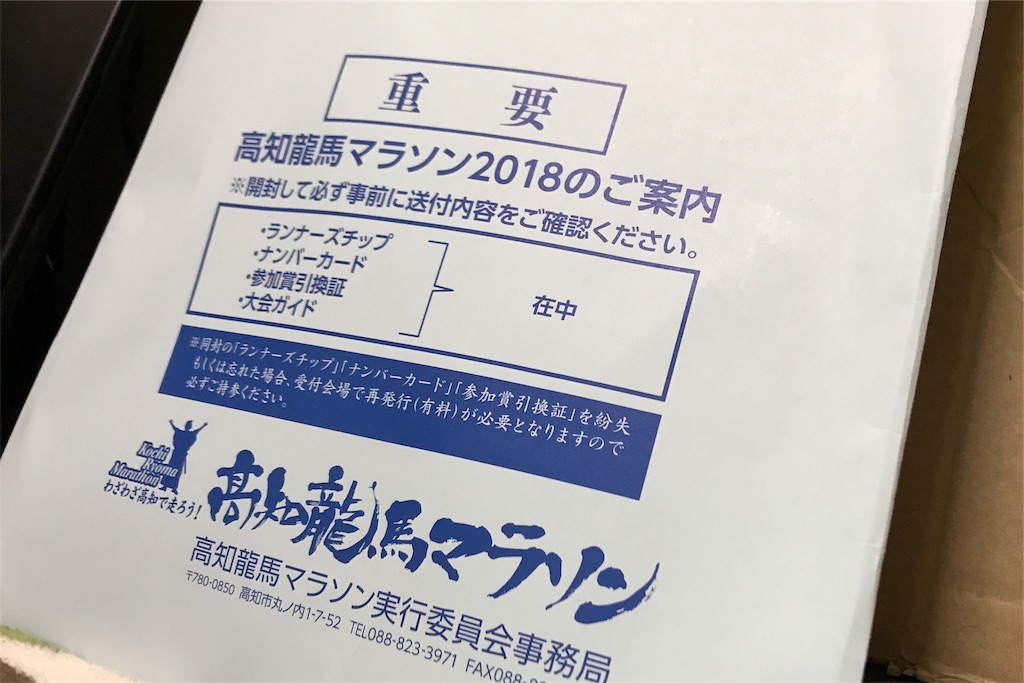 重要
高知龍馬マラソン2018のご案内
※開封して必ず事前に送付内容をご確認ください。
・ランナーズチップ
・ナンバーカード
・参加賞引換証
・大会ガイド
在中
※同封の「ランナーズチップ」「ナンバーカード」「参加賞引換証」を紛失
もしくは忘れた場合、受付会場で再発行(有料)が必要となりますので
必ずご持参ください。
Kochi
Ryoma
Marathon
わざわざ高知で走ろう!
高知龍馬マラソン
高知龍馬マラソン実行委員会事務局
〒780-0850 高知市丸ノ内1-7-52 TEL088-823-3971 FAX088-8